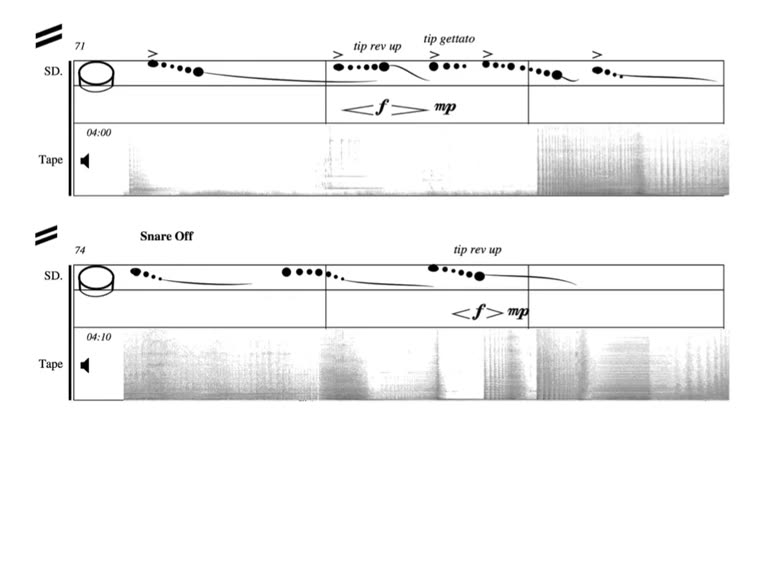 71
tip rev up
tip gettato
> > > > >
SD.
f mp
04:00
Tape
Snare Off
74
tip rev up
SD.
f mp
04:10
Tape